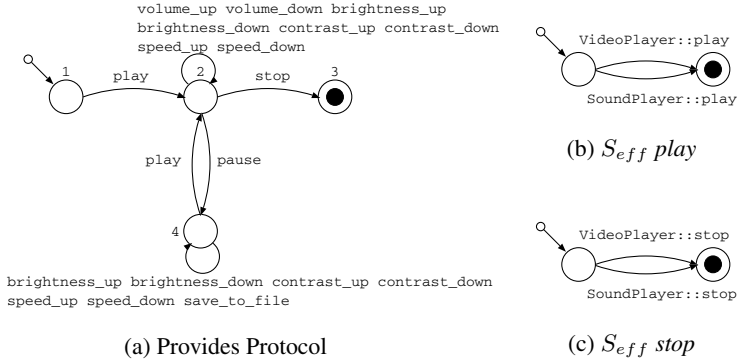 volume_up volume_down brightness_up
brightness_down contrast_up contrast_down
speed_up speed_down
1
play
2
stop
3
play
pause
4
brightness_up brightness_down contrast_up contrast_down
speed_up speed_down save_to_file
(a) Provides Protocol
VideoPlayer::play
SoundPlayer::play
(b) S_eff play
VideoPlayer::stop
SoundPlayer::stop
(c) S_eff stop